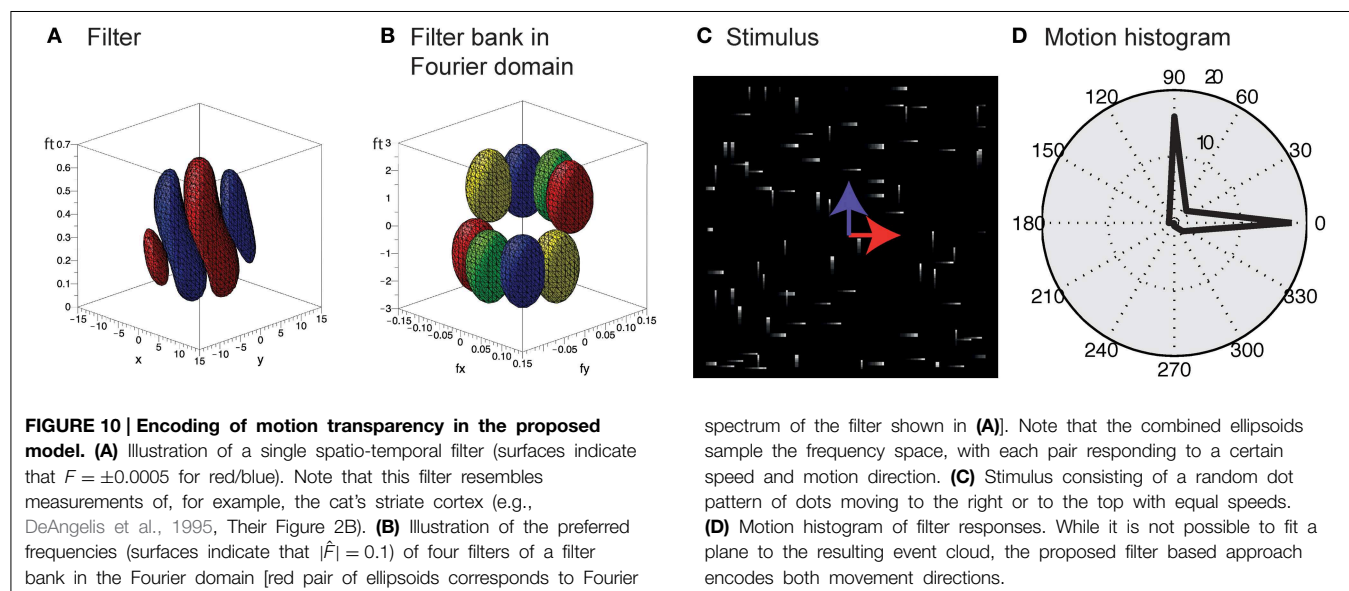 A Filter
B Filter bank in
Fourier domain
C Stimulus
D Motion histogram
ft 0.7
0.6
0.5
0.4
0.3
0.2
0.1
0
−15
−10
−5
0
5
10
15
x
−10
−5
0
5
10
15
y
ft 3
2
1
0
−1
−2
−3
−0.15
−0.10
−0.05
0
0.05
0.10
0.15
fx
−0.05
0
0.05
0.10
0.15
fy
90
20
120
60
10
150
30
180
0
210
330
240
300
270
FIGURE 10 | Encoding of motion transparency in the proposed
model. (A) Illustration of a single spatio-temporal filter (surfaces indicate
that F = ±0.0005 for red/blue). Note that this filter resembles
measurements of, for example, the cat's striate cortex (e.g.,
DeAngelis et al., 1995, Their Figure 2B). (B) Illustration of the preferred
frequencies (surfaces indicate that |F̂| = 0.1) of four filters of a filter
bank in the Fourier domain [red pair of ellipsoids corresponds to Fourier
spectrum of the filter shown in (A)]. Note that the combined ellipsoids
sample the frequency space, with each pair responding to a certain
speed and motion direction. (C) Stimulus consisting of a random dot
pattern of dots moving to the right or to the top with equal speeds.
(D) Motion histogram of filter responses. While it is not possible to fit a
plane to the resulting event cloud, the proposed filter based approach
encodes both movement directions.